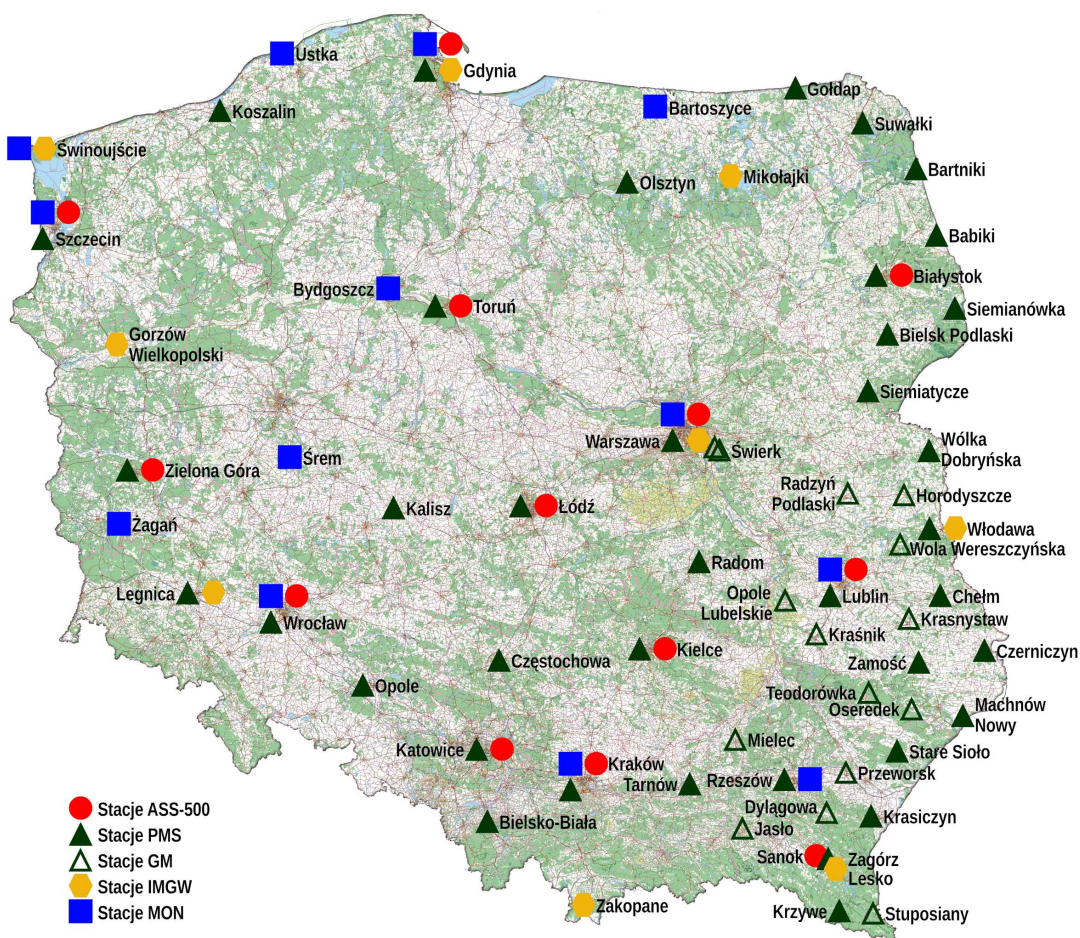 Ustka
Gdynia
Gołdap
Koszalin
Bartoszyce
Suwałki
Świnoujście
Bartniki
Mikołajki
Olsztyn
Szczecin
Babiki
Białystok
Bydgoszcz
Toruń
Siemianówka
Gorzów
Wielkopolski
Bielsk Podlaski
Siemiatycze
Warszawa
Świerk
Wólka
Dobryńska
Śrem
Zielona Góra
Radzyń
Podlaski
Horodyszcze
Kalisz
Łódź
Żagań
Włodawa
Wola Wereszczyńska
Radom
Legnica
Opole
Lubelskie
Lublin
Chełm
Wrocław
Krasnystaw
Kraśnik
Kielce
Czerniczyn
Częstochowa
Zamość
Opole
Teodorówka
Oseredek
Machnów
Nowy
Mielec
Katowice
Stare Sioło
Kraków
Przeworsk
Tarnów
Rzeszów
Dylągowa
Stacje ASS-500
Krasiczyn
Bielsko-Biała
Jasło
Stacje PMS
Sanok
Zagórz
Lesko
Stacje GM
Stacje IMGW
Zakopane
Krzywe
Stuposiany
Stacje MON